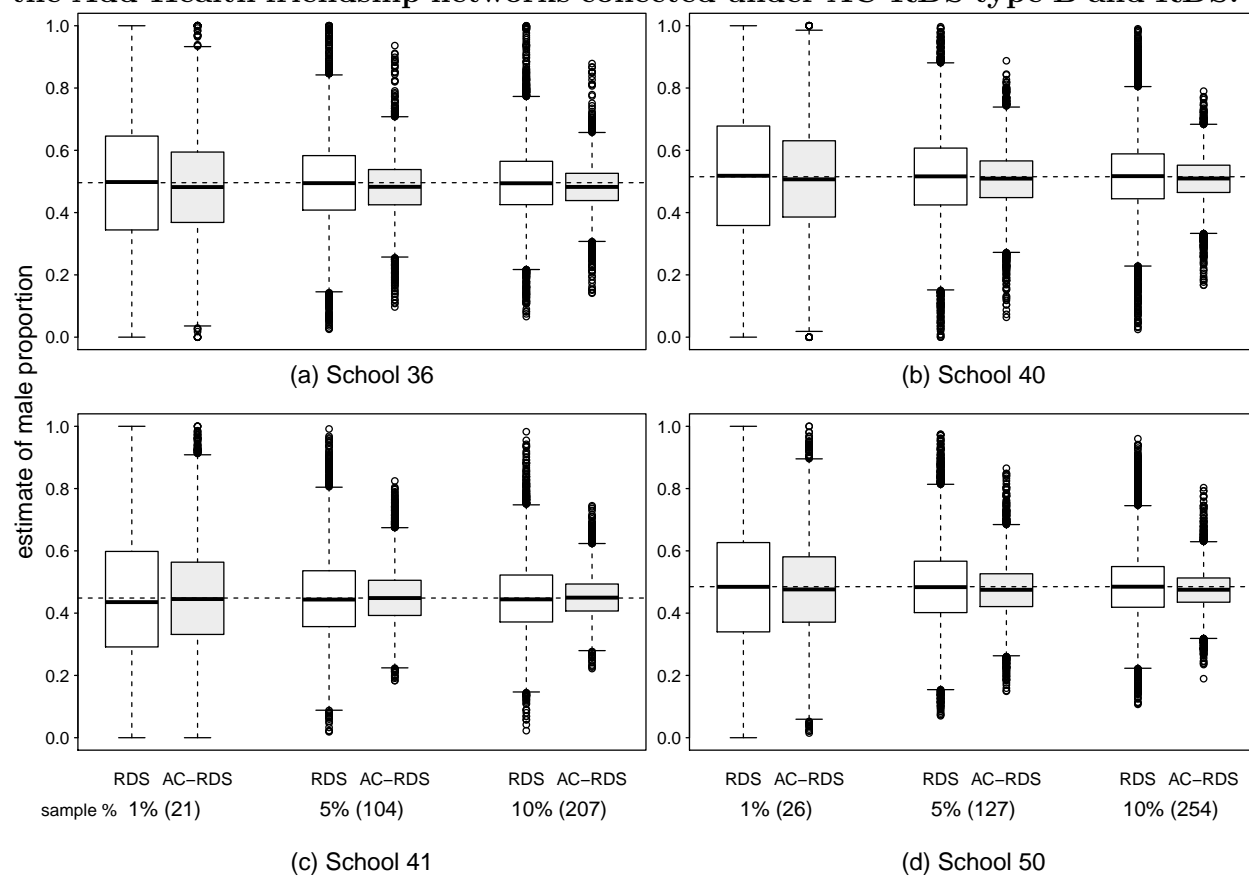 the Add Health friendship networks collected under AC-RDS type B and RDS.
estimate of male proportion
1.0
0.8
0.6
0.4
0.2
0.0
(a) School 36
1.0
0.8
0.6
0.4
0.2
0.0
(b) School 40
1.0
0.8
0.6
0.4
0.2
0.0
1.0
0.8
0.6
0.4
0.2
0.0
RDS AC−RDS RDS AC−RDS RDS AC−RDS
sample % 1% (21) 5% (104) 10% (207)
(c) School 41
RDS AC−RDS RDS AC−RDS RDS AC−RDS
1% (26) 5% (127) 10% (254)
(d) School 50